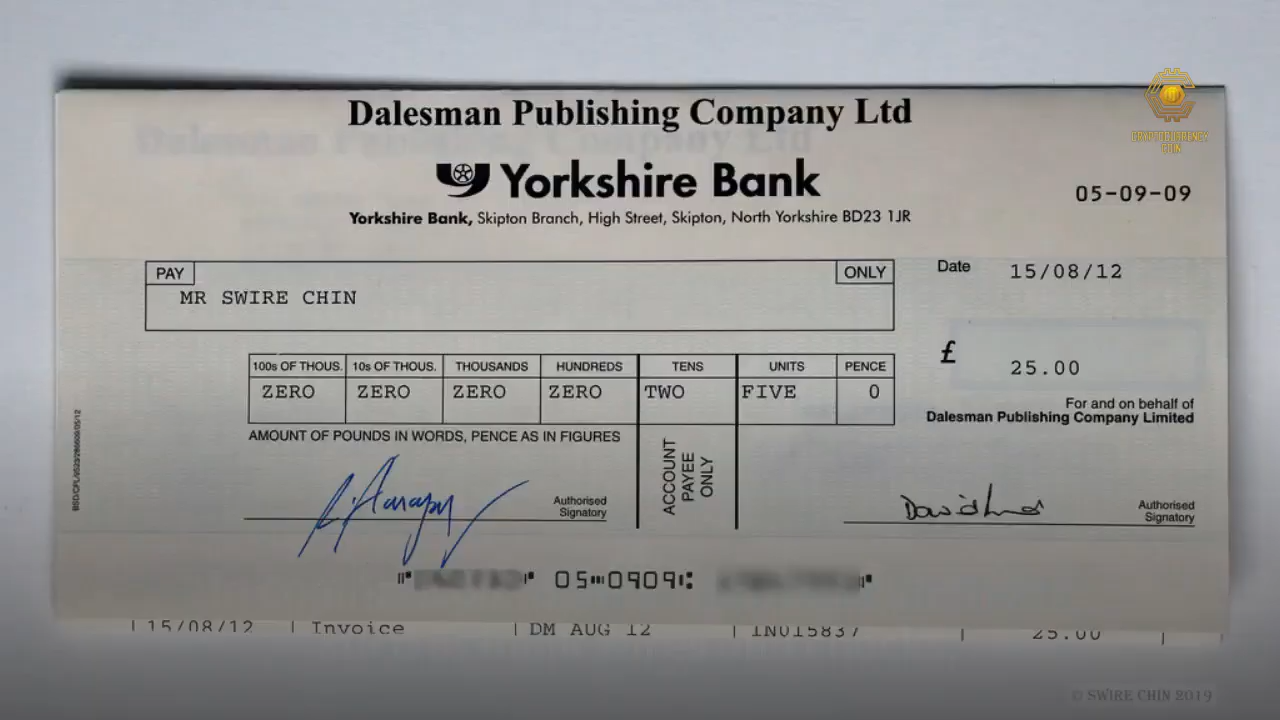 Dalesman Publishing Company Ltd
CRYPTOCURRENCY
COIN
Yorkshire Bank
05-09-09
Yorkshire Bank, Skipton Branch, High Street, Skipton, North Yorkshire BD23 1JR
PAY
ONLY
Date 15/08/12
MR SWIRE CHIN
£ 25.00
100s OF THOUS. 10s OF THOUS. THOUSANDS HUNDREDS TENS UNITS PENCE
ZERO ZERO ZERO ZERO TWO FIVE 0
For and on behalf of
Dalesman Publishing Company Limited
AMOUNT OF POUNDS IN WORDS, PENCE AS IN FIGURES
ACCOUNT
PAYEE
ONLY
Authorised
Signatory
Authorised
Signatory
05 0909
15/08/12 Invoice DM AUG 12 IN015837 25.00
© SWIRE CHIN 2019